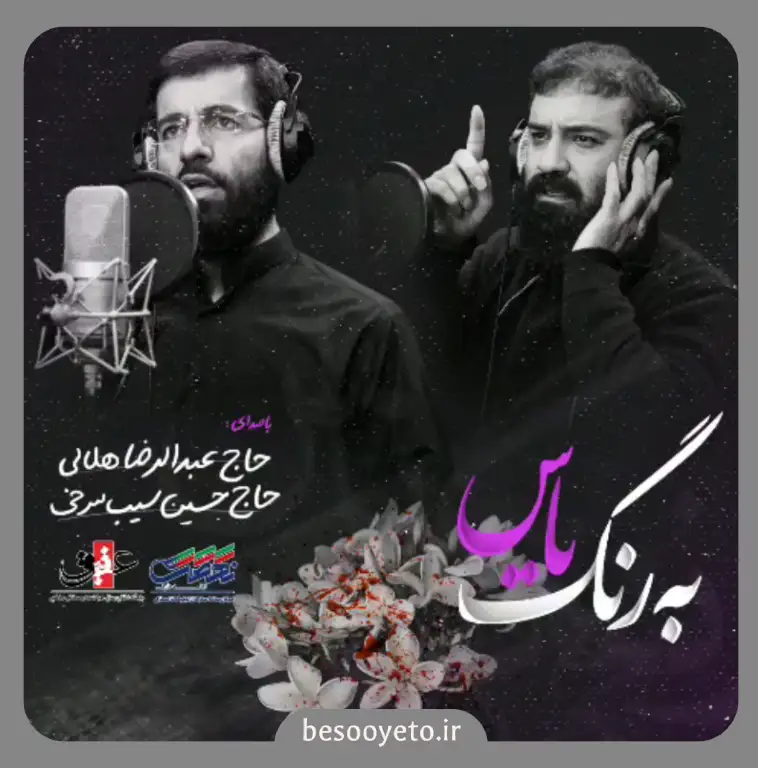 به رنگ یاس
با صدای:
حاج عبدالرضا هلالی
حاج حسین سیب سرخی
besooyeto.ir